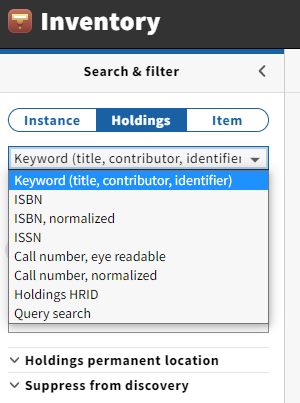 Inventory
Search & filter
Instance Holdings Item
Keyword (title, contributor, identifier
Keyword (title, contributor, identifier)
ISBN
ISBN, normalized
ISSN
Call number, eye readable
Call number, normalized
Holdings HRID
Query search
Holdings permanent location
Suppress from discovery